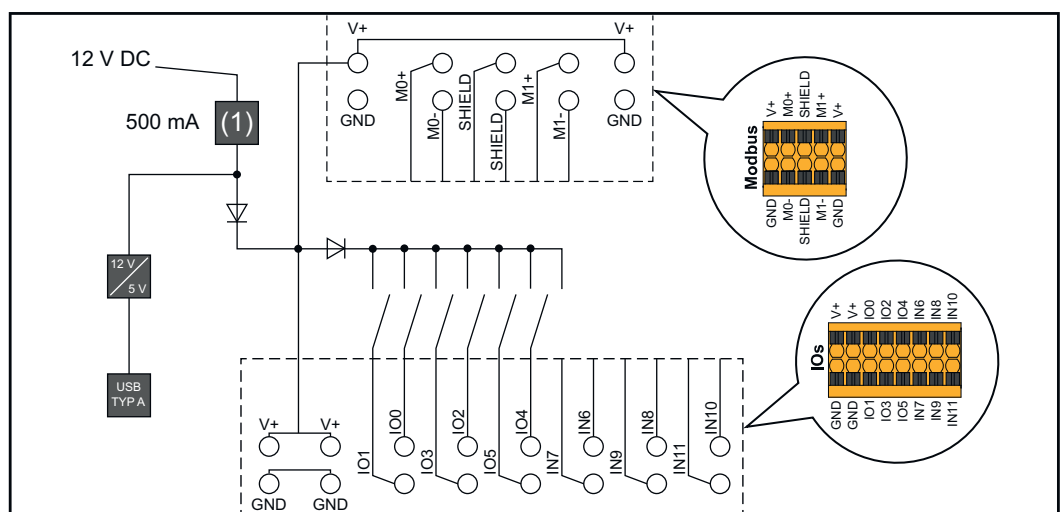 12 V DC
500 mA
(1)
12 V
5 V
USB
TYP A
V+
V+
M0+
SHIELD
M1+
GND
M0-
SHIELD
M1-
GND
Modbus
V+
M0+
SHIELD
M1+
V+
GND
M0-
SHIELD
M1-
GND
V+
V+
IO0
IO2
IO4
IN6
IN8
IN10
IO1
IO3
IO5
IN7
IN9
IN11
GND
GND
IOs
V+
V+
IO0
IO2
IO4
IN6
IN8
IN10
GND
GND
IO1
IO3
IO5
IN7
IN9
IN11